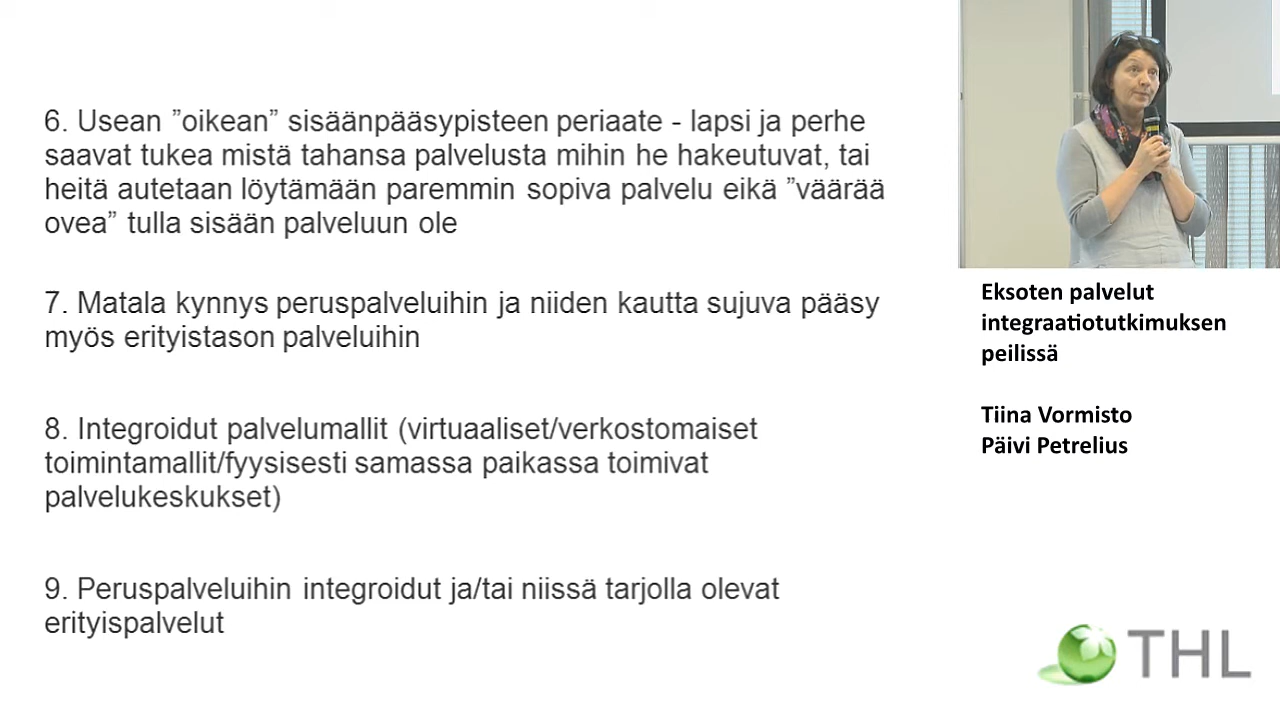 6. Usean ”oikean” sisäänpääsypisteen periaate - lapsi ja perhe
saavat tukea mistä tahansa palvelusta mihin he hakeutuvat, tai
heitä autetaan löytämään paremmin sopiva palvelu eikä ”väärää
ovea” tulla sisään palveluun ole
7. Matala kynnys peruspalveluihin ja niiden kautta sujuva pääsy
myös erityistason palveluihin
8. Integroidut palvelumallit (virtuaaliset/verkostomaiset
toimintamallit/fyysisesti samassa paikassa toimivat
palvelukeskukset)
9. Peruspalveluihin integroidut ja/tai niissä tarjolla olevat
erityispalvelut
Eksoten palvelut
integraatiotutkimuksen
peilissä
Tiina Vormisto
Päivi Petrelius
THL